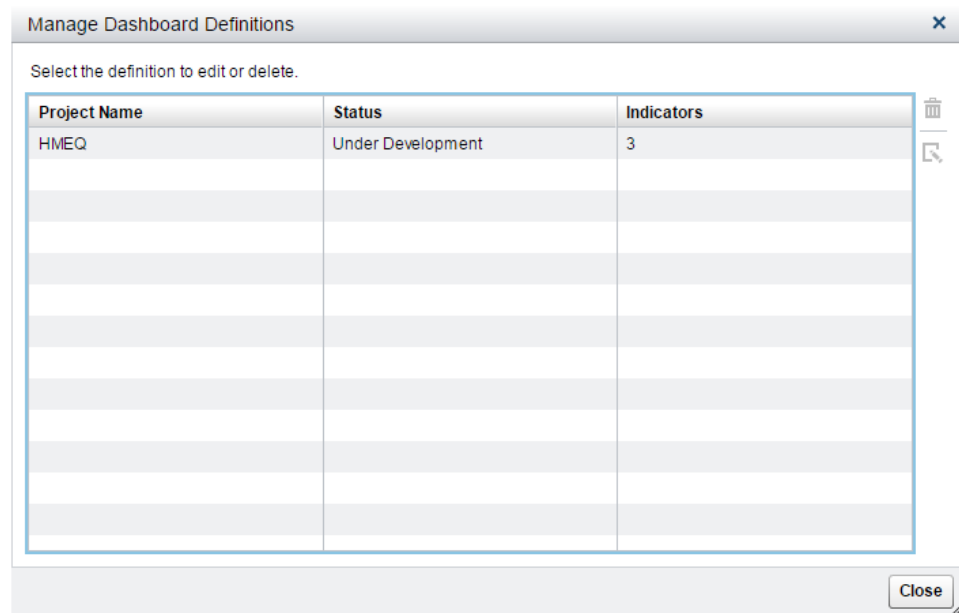 Manage Dashboard Definitions
Select the definition to edit or delete.
Project Name Status Indicators
HMEQ Under Development 3
Close